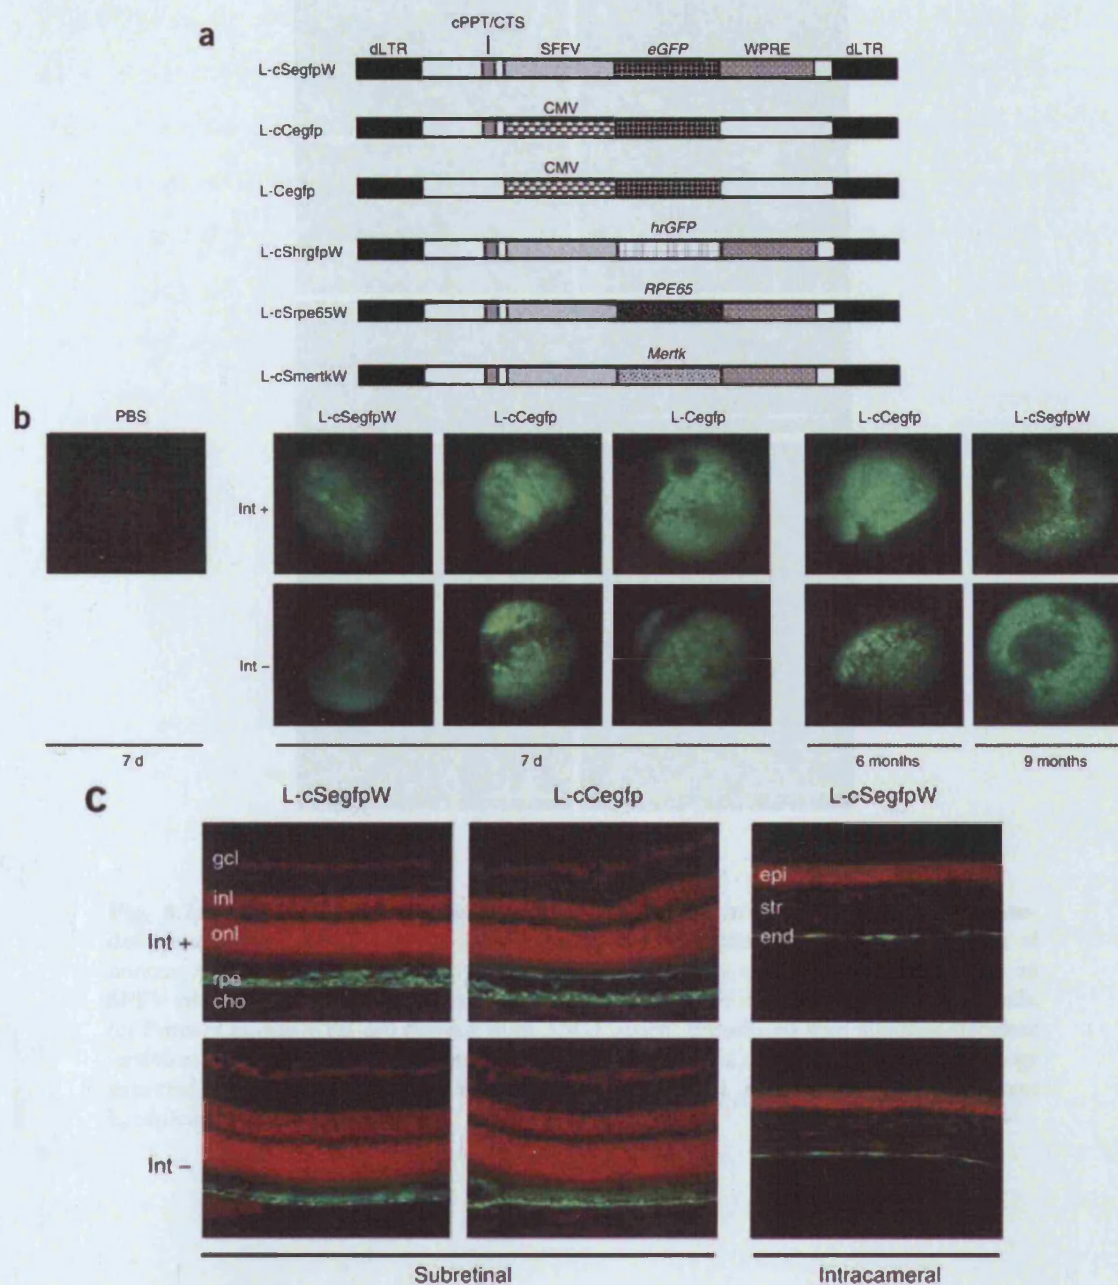 a
cPPT/CTS
dLTR SFFV eGFP WPRE dLTR
L-cSegfpW
CMV
L-cCegfp
CMV
L-Cegfp
hrGFP
L-cShrgfpW
RPE65
L-cSrpe65W
Mertk
L-cSmertkW
b
PBS L-cSegfpW L-cCegfp L-Cegfp L-cCegfp L-cSegfpW
Int +
Int –
7 d 7 d 6 months 9 months
c
L-cSegfpW L-cCegfp L-cSegfpW
gcl
inl
onl
rpe
cho
epi
str
end
Int +
Int –
Subretinal Intracameral